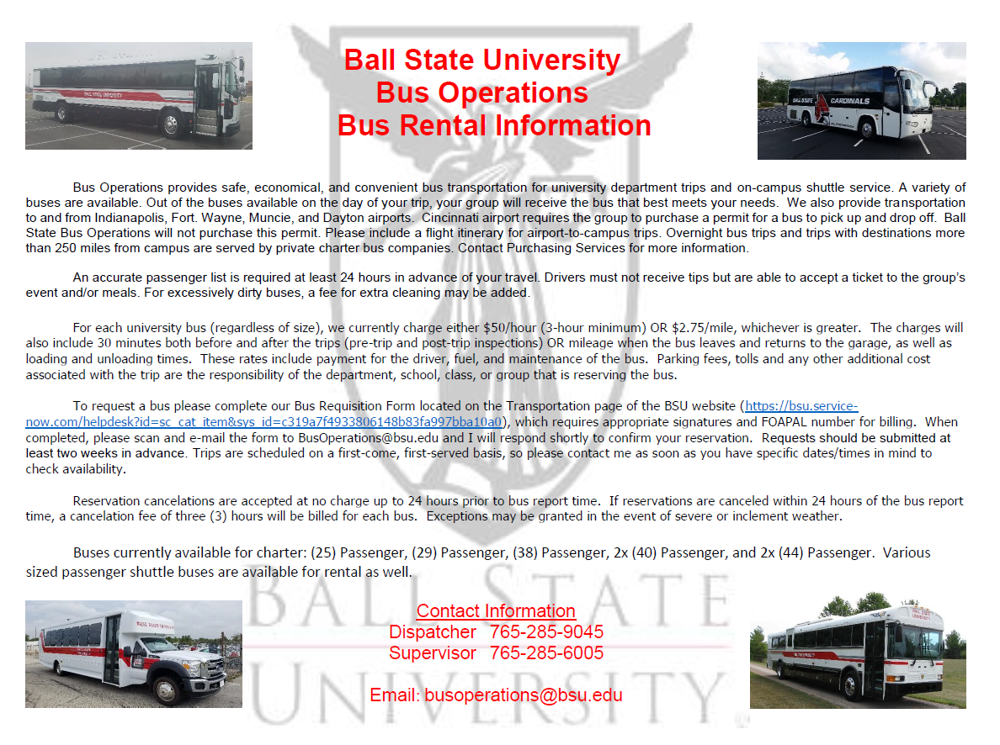 Ball State University
Bus Operations
Bus Rental Information
BALL STATE UNIVERSITY
BALL STATE CARDINALS
Bus Operations provides safe, economical, and convenient bus transportation for university department trips and on-campus shuttle service. A variety of
buses are available. Out of the buses available on the day of your trip, your group will receive the bus that best meets your needs. We also provide transportation
to and from Indianapolis, Fort. Wayne, Muncie, and Dayton airports. Cincinnati airport requires the group to purchase a permit for a bus to pick up and drop off. Ball
State Bus Operations will not purchase this permit. Please include a flight itinerary for airport-to-campus trips. Overnight bus trips and trips with destinations more
than 250 miles from campus are served by private charter bus companies. Contact Purchasing Services for more information.
An accurate passenger list is required at least 24 hours in advance of your travel. Drivers must not receive tips but are able to accept a ticket to the group's
event and/or meals. For excessively dirty buses, a fee for extra cleaning may be added.
For each university bus (regardless of size), we currently charge either $50/hour (3-hour minimum) OR $2.75/mile, whichever is greater. The charges will
also include 30 minutes both before and after the trips (pre-trip and post-trip inspections) OR mileage when the bus leaves and returns to the garage, as well as
loading and unloading times. These rates include payment for the driver, fuel, and maintenance of the bus. Parking fees, tolls and any other additional cost
associated with the trip are the responsibility of the department, school, class, or group that is reserving the bus.
To request a bus please complete our Bus Requisition Form located on the Transportation page of the BSU website (https://bsu.service-
now.com/helpdesk?id=sc_cat_item&sys_id=c319a7f4933806148b83fa997bba10a0), which requires appropriate signatures and FOAPAL number for billing. When
completed, please scan and e-mail the form to BusOperations@bsu.edu and I will respond shortly to confirm your reservation. Requests should be submitted at
least two weeks in advance. Trips are scheduled on a first-come, first-served basis, so please contact me as soon as you have specific dates/times in mind to
check availability.
Reservation cancelations are accepted at no charge up to 24 hours prior to bus report time. If reservations are canceled within 24 hours of the bus report
time, a cancelation fee of three (3) hours will be billed for each bus. Exceptions may be granted in the event of severe or inclement weather.
Buses currently available for charter: (25) Passenger, (29) Passenger, (38) Passenger, 2x (40) Passenger, and 2x (44) Passenger. Various
sized passenger shuttle buses are available for rental as well.
BALL STATE
UNIVERSITY
Contact Information
Dispatcher 765-285-9045
Supervisor 765-285-6005
Email: busoperations@bsu.edu
BALL STATE UNIVERSITY
BALL STATE
UNIVERSITY